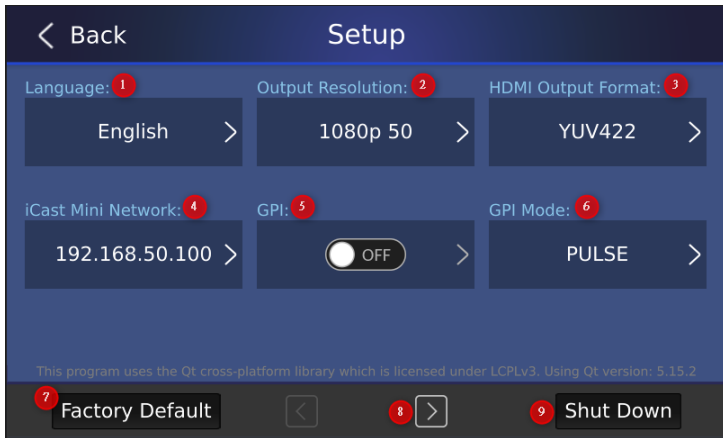 Back
Setup
Language: 1
Output Resolution: 2
HDMI Output Format: 3
English
1080p 50
YUV422
iCast Mini Network: 4
GPI: 5
GPI Mode: 6
192.168.50.100
OFF
PULSE
This program uses the Qt cross-platform library which is licensed under LCPLv3. Using Qt version: 5.15.2
7
Factory Default
8
9
Shut Down